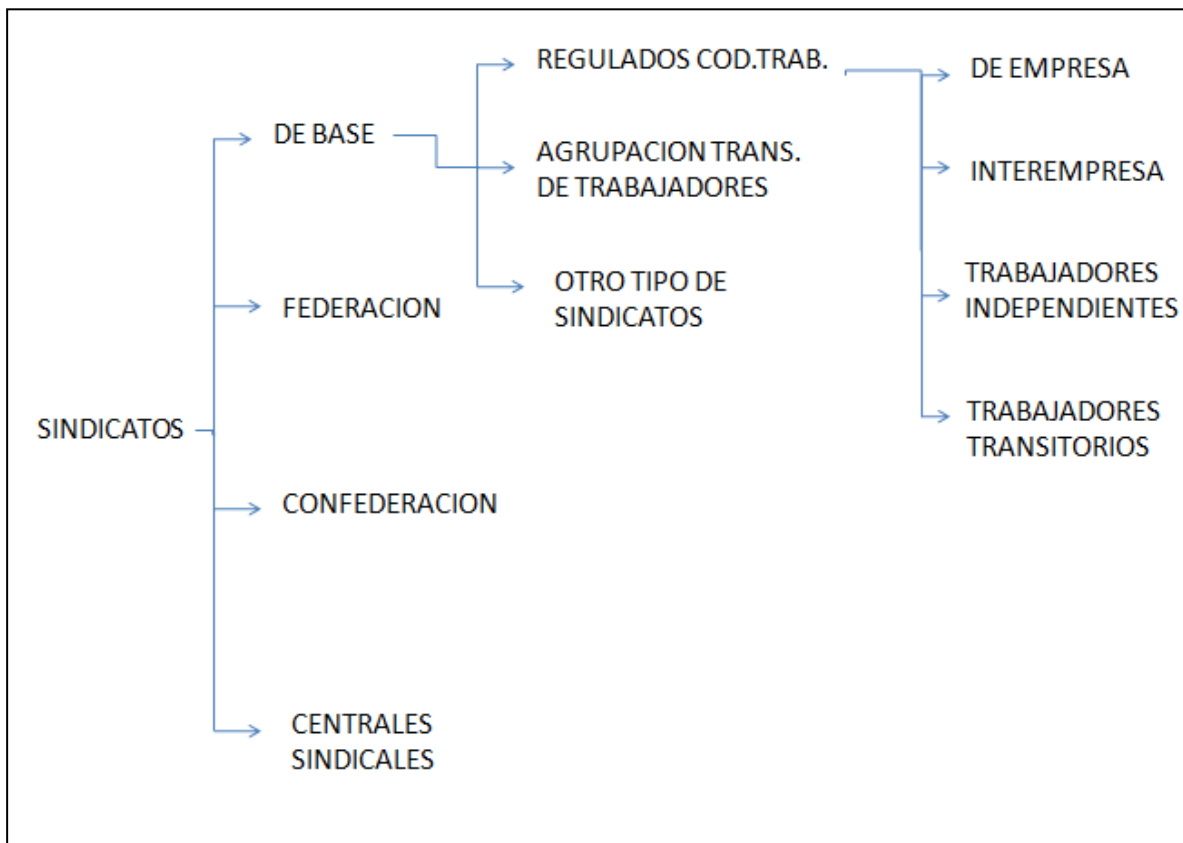 SINDICATOS
DE BASE
FEDERACION
CONFEDERACION
CENTRALES
SINDICALES
REGULADOS COD.TRAB.
AGRUPACION TRANS.
DE TRABAJADORES
OTRO TIPO DE
SINDICATOS
DE EMPRESA
INTEREMPRESA
TRABAJADORES
INDEPENDIENTES
TRABAJADORES
TRANSITORIOS